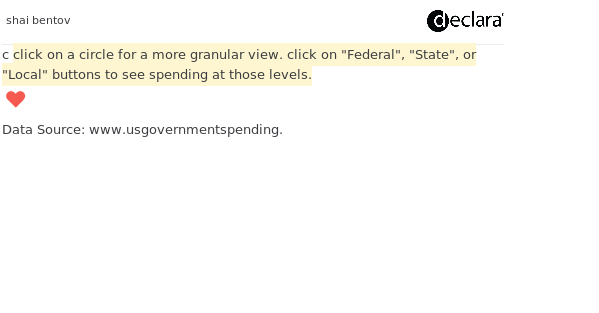 shai bentov
declara
c click on a circle for a more granular view. click on "Federal", "State", or
"Local" buttons to see spending at those levels.
Data Source: www.usgovernmentspending.